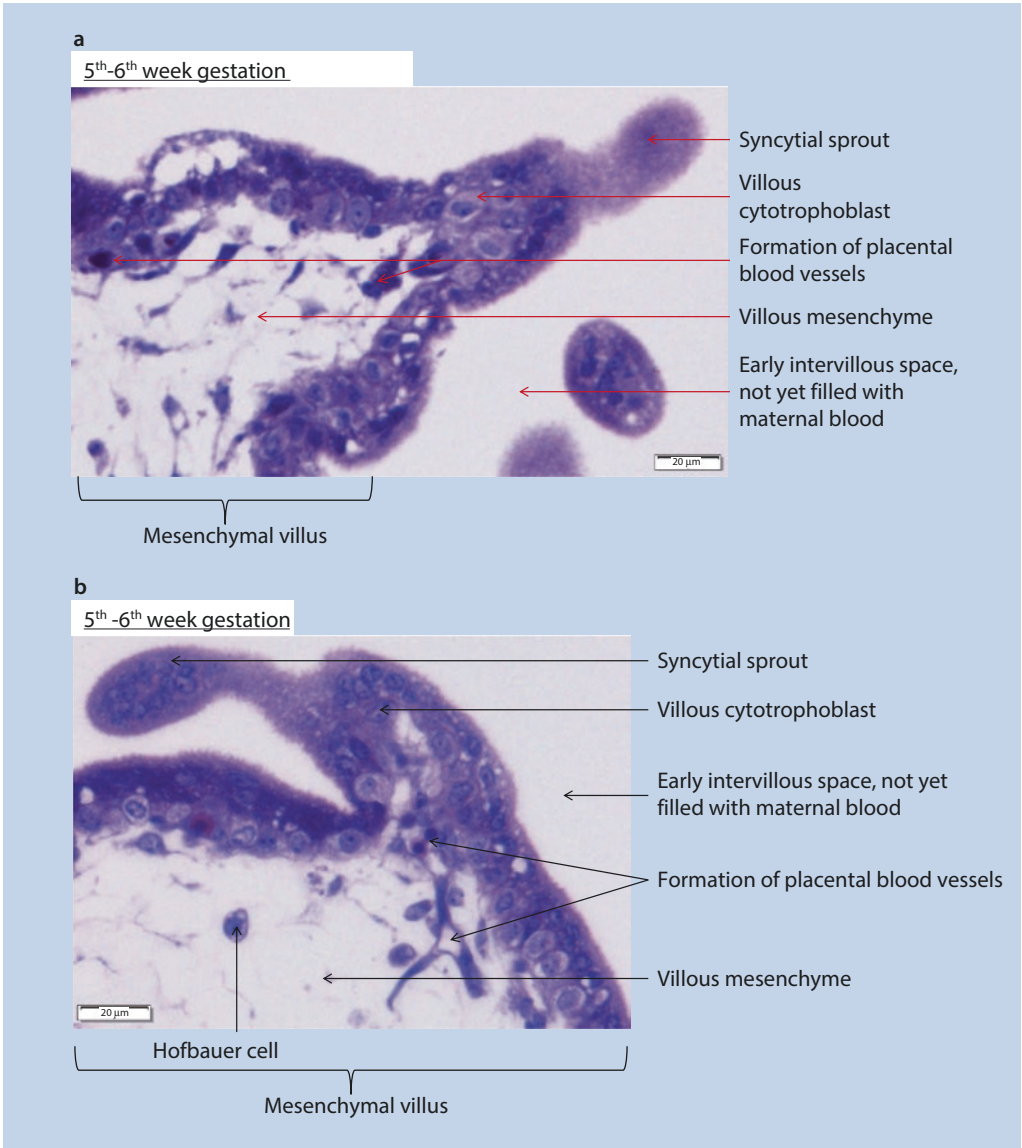 a
5th-6th week gestation
Syncytial sprout
Villous
cytotrophoblast
Formation of placental
blood vessels
Villous mesenchyme
Early intervillous space,
not yet filled with
maternal blood
20 µm
Mesenchymal villus
b
5th -6th week gestation
Syncytial sprout
Villous cytotrophoblast
Early intervillous space, not yet
filled with maternal blood
Formation of placental blood vessels
Villous mesenchyme
20 µm
Hofbauer cell
Mesenchymal villus